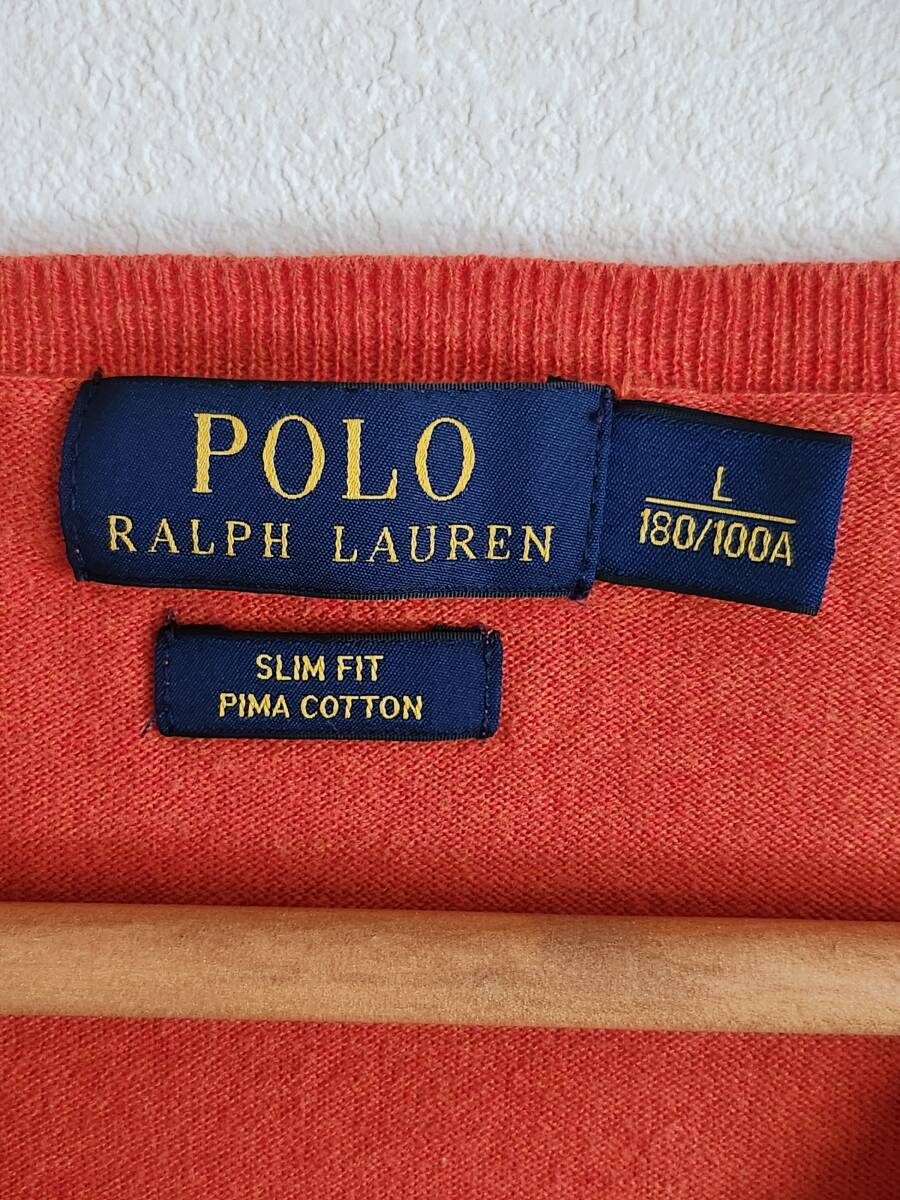 POLO
RALPH LAUREN
L
180/100A
SLIM FIT
PIMA COTTON